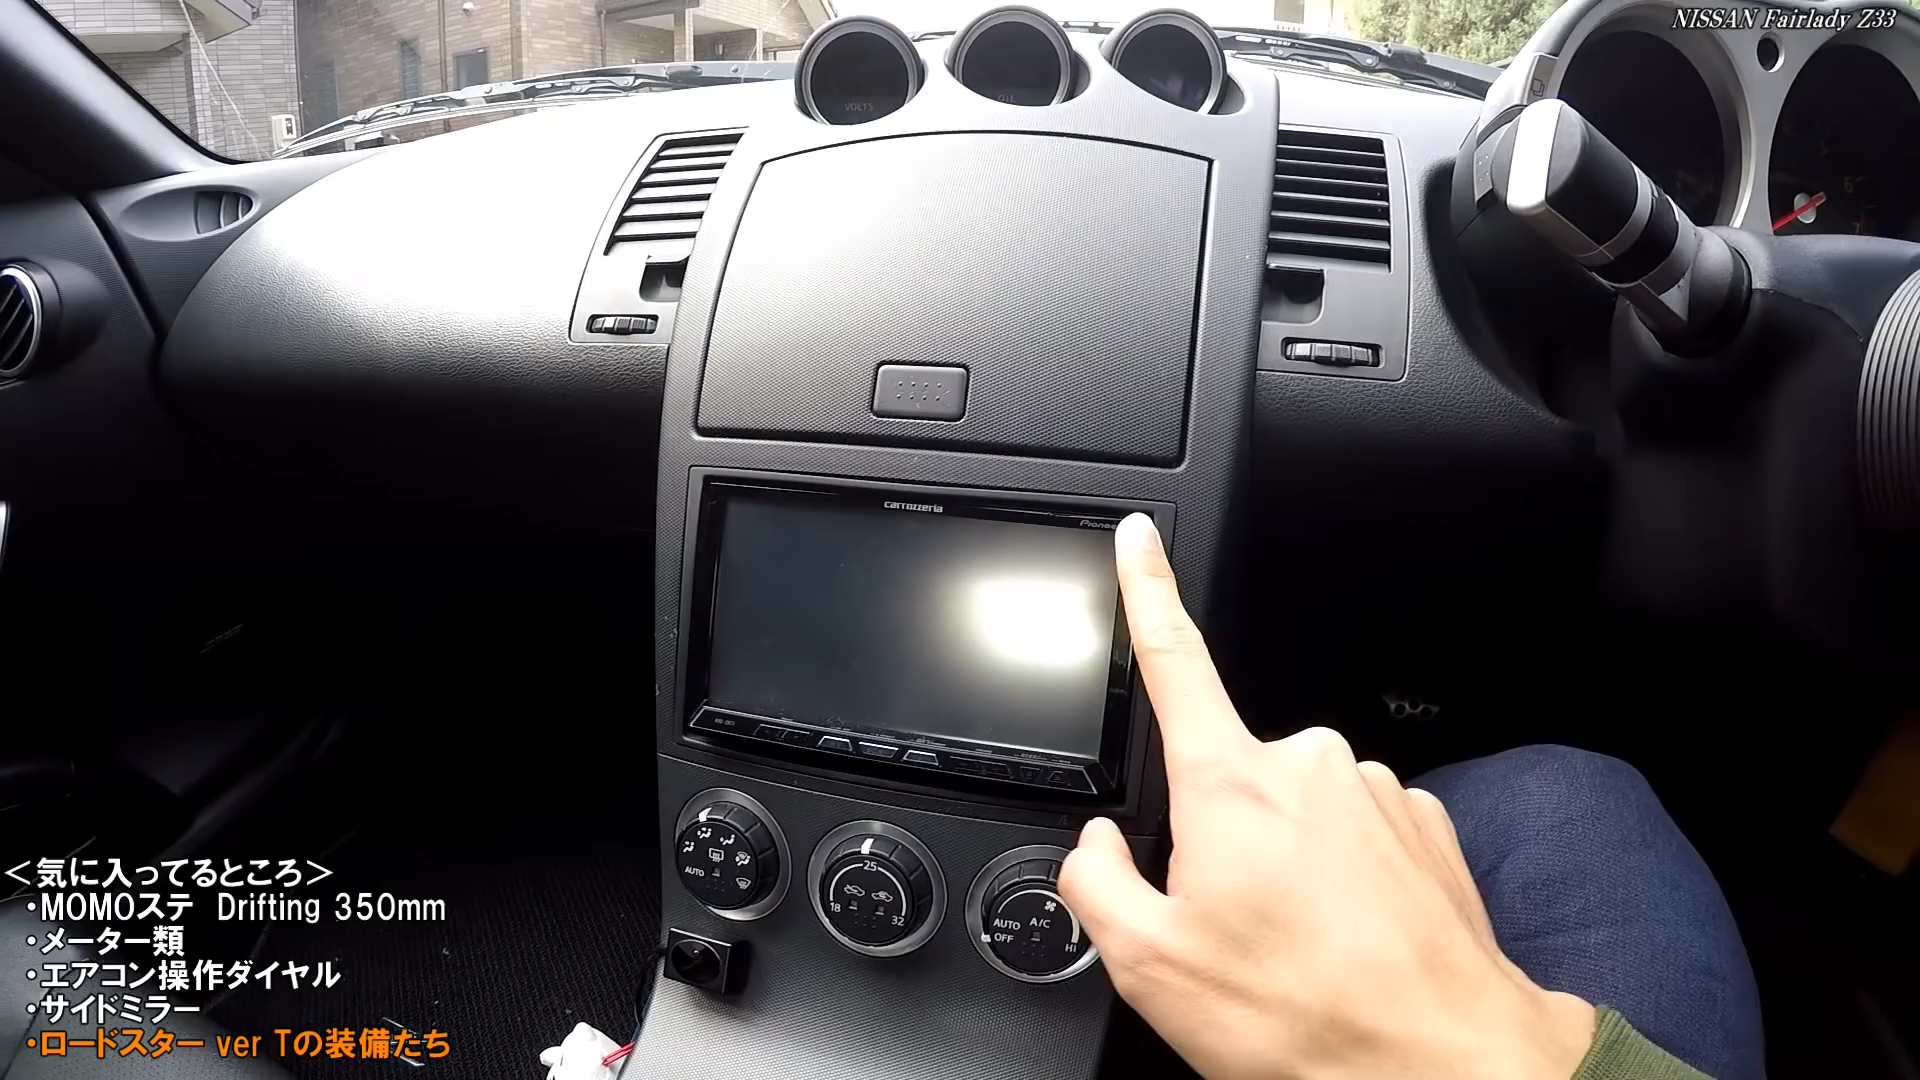 NISSAN Fairlady Z33
VOLTS
OIL
carrozzeria
AUTO
25
18
32
AUTO
A/C
OFF
HI
＜気に入ってるところ＞
・MOMOステ Drifting 350mm
・メーター類
・エアコン操作ダイヤル
・サイドミラー
・ロードスター ver Tの装備たち